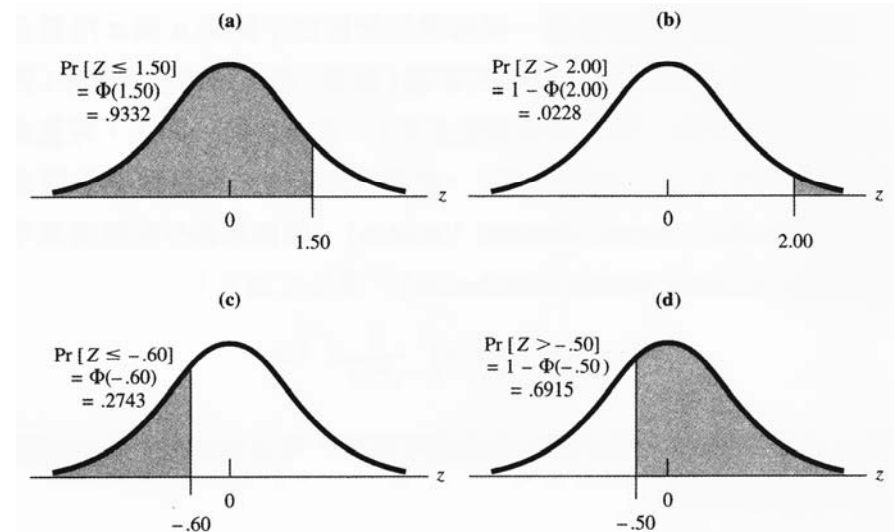 (a)
Pr [Z ≤ 1.50]
= Φ(1.50)
= .9332
z
0
1.50
(b)
Pr [Z > 2.00]
= 1 − Φ(2.00)
= .0228
z
0
2.00
(c)
Pr [Z ≤ −.60]
= Φ(−.60)
= .2743
z
0
−.60
(d)
Pr [Z > −.50]
= 1 − Φ(−.50)
= .6915
z
0
−.50